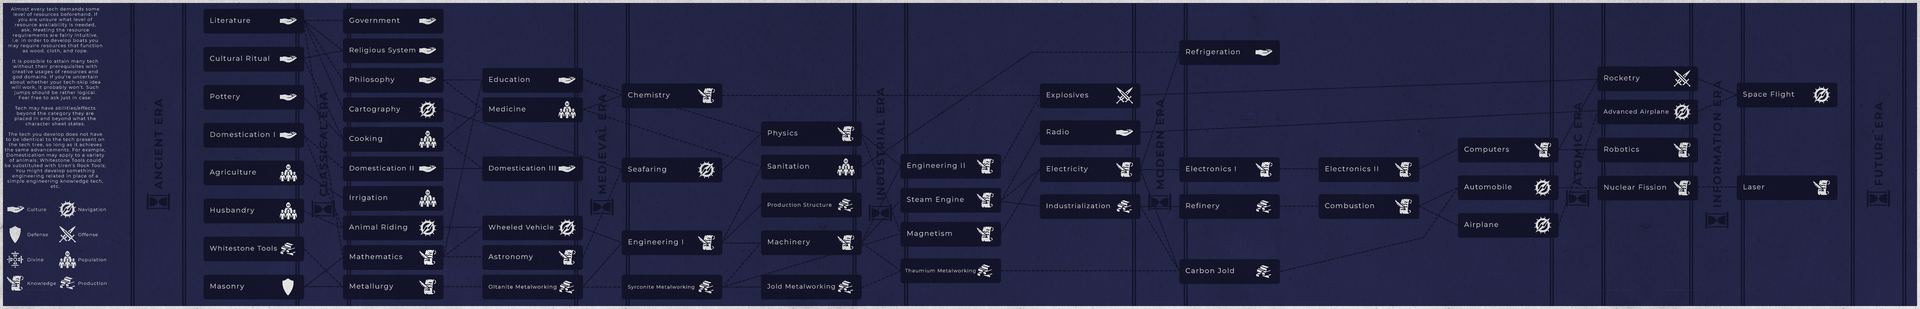 Almost every tech demands some
level of resources beforehand. If
you are unsure what level of
resource availability is needed,
ask. Meeting the resource
requirements are fairly intuitive.
i.e. in order to develop boats you
may require resources that function
as wood, cloth, and rope.
It is possible to attain many tech
without their prerequisites with
creative usages of resources and
god domains. If you're uncertain
about whether your tech-skip idea
will work, it probably won't. Such
jumps should be rather logical.
Feel free to ask just in case.
Tech may have abilities/effects
beyond the category they are
placed in and beyond what the
character sheet states.
The tech you develop does not have
to be identical to the tech present on
the tech tree, so long as it achieves
the same advancements. For example,
Domestication may apply to a variety
of animals, Whitestone Tools could
be substituted with Siren's Bone Tools.
You might develop something
engineering related in place of a
simple engineering knowledge tech,
etc.
Culture
Navigation
Defense
Offense
Divine
Population
Knowledge
Production
ANCIENT ERA
Literature
Cultural Ritual
Pottery
Domestication I
Agriculture
Husbandry
Whitestone Tools
Masonry
CLASSICAL ERA
Government
Religious System
Philosophy
Cartography
Cooking
Domestication II
Irrigation
Animal Riding
Mathematics
Metallurgy
Education
Medicine
Domestication III
Wheeled Vehicle
Astronomy
Oltanite Metalworking
MEDIEVAL ERA
Chemistry
Seafaring
Engineering I
Syrconite Metalworking
Physics
Sanitation
Production Structure
Machinery
Jold Metalworking
INDUSTRIAL ERA
Engineering II
Steam Engine
Magnetism
Thaumium Metalworking
Explosives
Radio
Electricity
Industrialization
MODERN ERA
Refrigeration
Electronics I
Refinery
Carbon Jold
Electronics II
Combustion
Computers
Automobile
Airplane
ATOMIC ERA
Rocketry
Advanced Airplane
Robotics
Nuclear Fission
INFORMATION ERA
Space Flight
Laser
FUTURE ERA